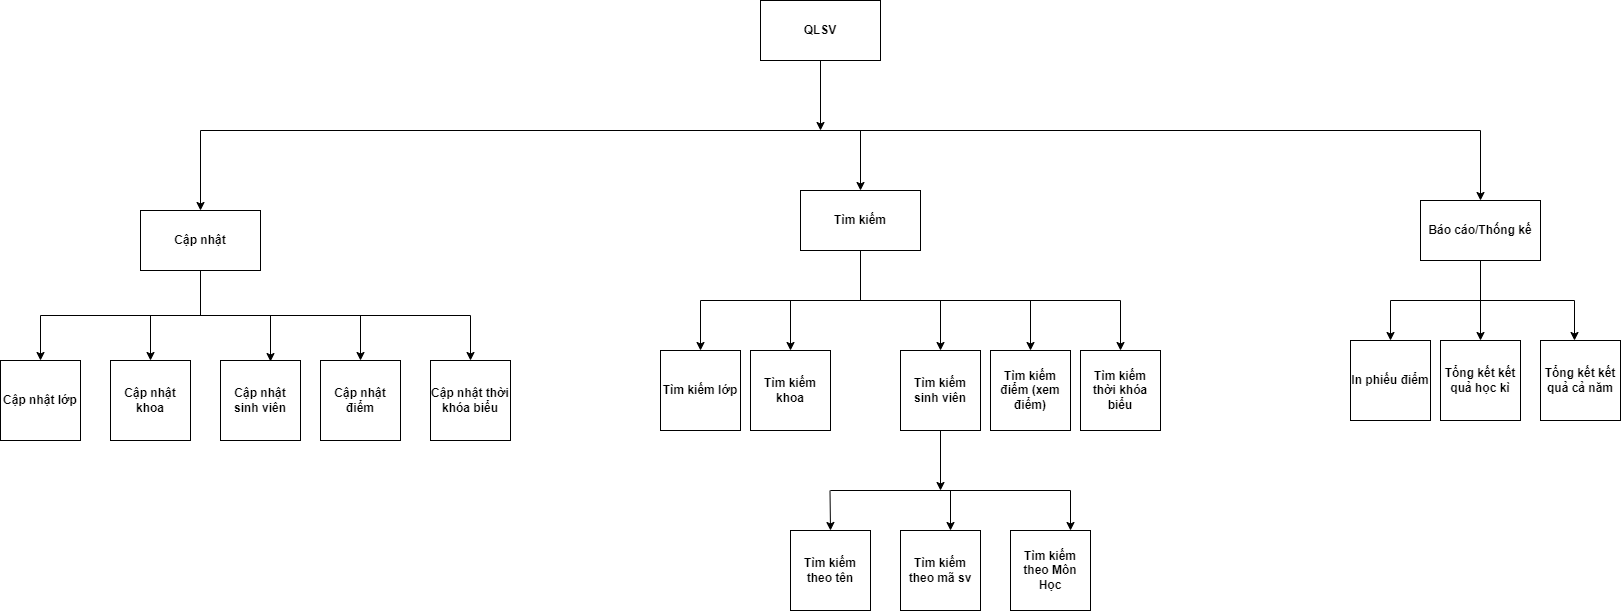 QLSV
Cập nhật
Tìm kiếm
Báo cáo/Thống kế
Cập nhật lớp
Cập nhật
khoa
Cập nhật
sinh viên
Cập nhật
điểm
Cập nhật thời
khóa biểu
Tìm kiếm lớp
Tìm kiếm
khoa
Tìm kiếm
sinh viên
Tìm kiếm
điểm (xem
điểm)
Tìm kiếm
thời khóa
biểu
In phiếu điểm
Tổng kết kết
quả học kì
Tổng kết kết
quả cả năm
Tìm kiếm
theo tên
Tìm kiếm
theo mã sv
Tìm kiếm
theo Môn
Học